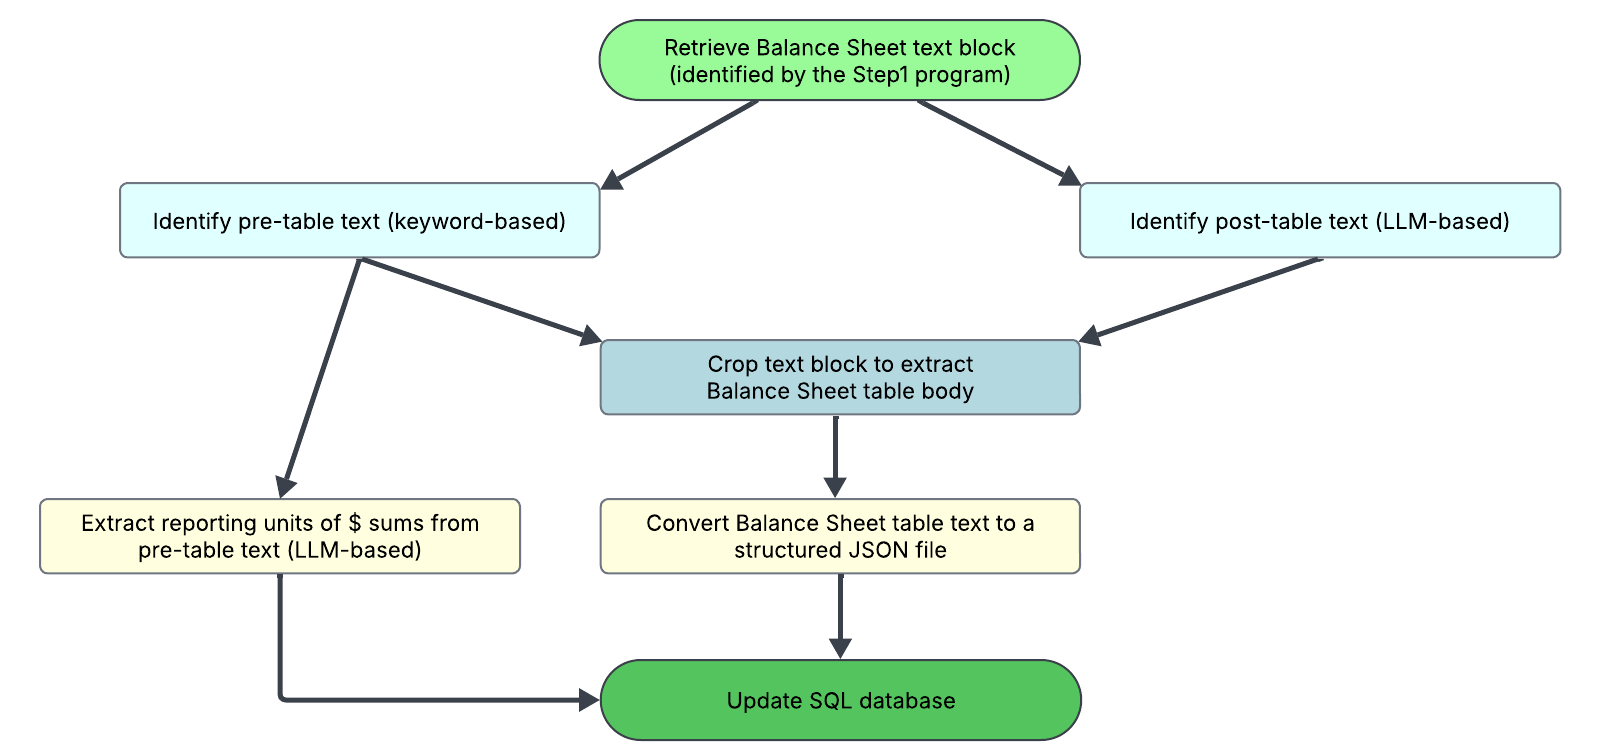 Retrieve Balance Sheet text block
(identified by the Step1 program)
Identify pre-table text (keyword-based)
Identify post-table text (LLM-based)
Crop text block to extract
Balance Sheet table body
Extract reporting units of $ sums from
pre-table text (LLM-based)
Convert Balance Sheet table text to a
structured JSON file
Update SQL database